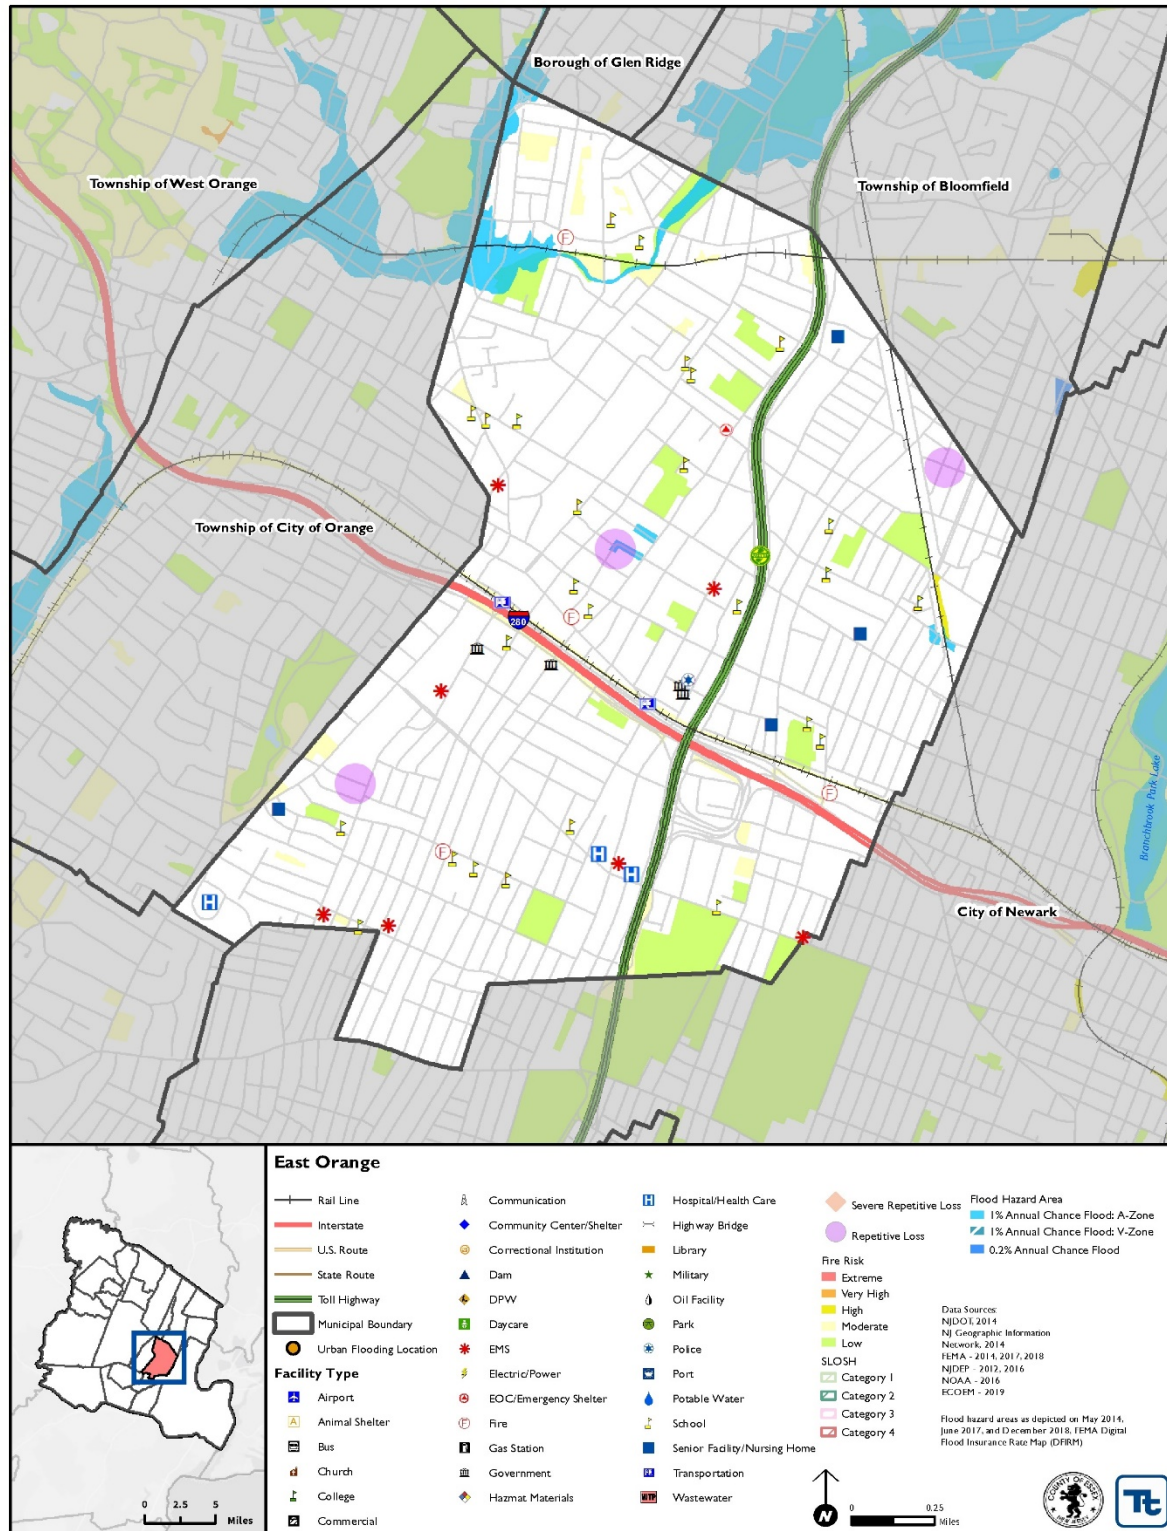 Borough of Glen Ridge
Township of West Orange
Township of Bloomfield
Township of City of Orange
280
Branchbrook Park Lake
City of Newark
East Orange
Rail Line
Interstate
U.S. Route
State Route
Toll Highway
Municipal Boundary
Urban Flooding Location
Facility Type
Airport
Animal Shelter
Bus
Church
College
Commercial
Communication
Community Center/Shelter
Correctional Institution
Dam
DPW
Daycare
EMS
Electric/Power
EOC/Emergency Shelter
Fire
Gas Station
Government
Hazmat Materials
Hospital/Health Care
Highway Bridge
Library
Military
Oil Facility
Park
Police
Port
Potable Water
School
Senior Facility/Nursing Home
Transportation
Wastewater
Severe Repetitive Loss
Repetitive Loss
Fire Risk
Extreme
Very High
High
Moderate
Low
SLOSH
Category 1
Category 2
Category 3
Category 4
Flood Hazard Area
1% Annual Chance Flood: A-Zone
1% Annual Chance Flood: V-Zone
0.2% Annual Chance Flood
Data Sources:
NJDOT, 2014
NJ Geographic Information
Network, 2014
FEMA - 2014, 2017, 2018
NJDEP - 2012, 2016
NOAA - 2016
ECOEM - 2019
Flood hazard areas as depicted on May 2014,
June 2017, and December 2018, FEMA Digital
Flood Insurance Rate Map (DFIRM)
0 2.5 5
Miles
N
0 0.25
Miles
COUNTY OF ESSEX
NEW JERSEY
Tt